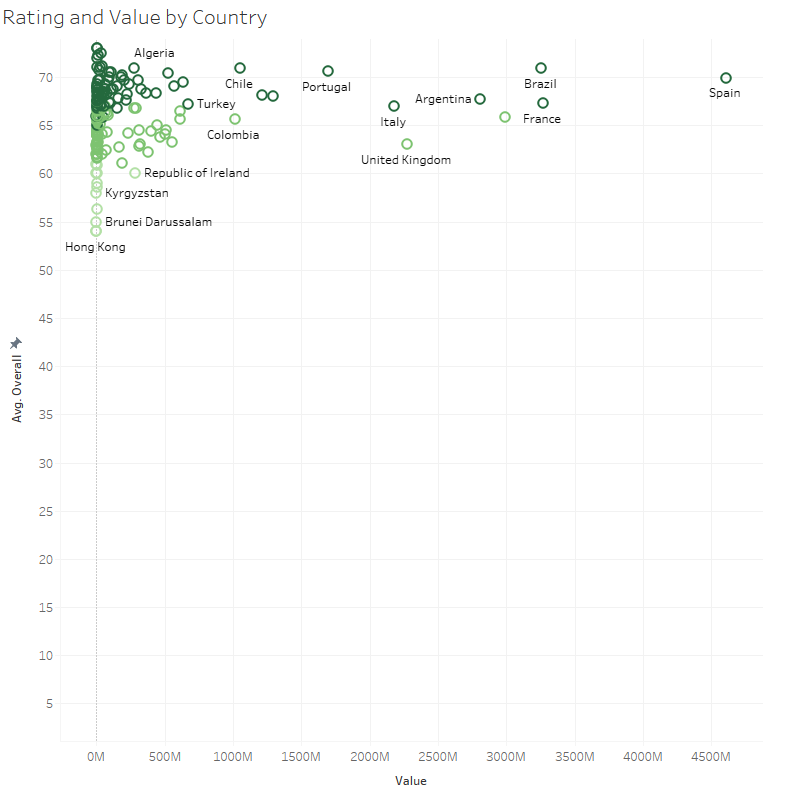 Rating and Value by Country
Algeria
70
Chile
Portugal
Brazil
Spain
Turkey
Argentina
Italy
France
65
Colombia
United Kingdom
60
Republic of Ireland
Kyrgyzstan
55
Brunei Darussalam
Hong Kong
50
45
40
Avg. Overall
35
30
25
20
15
10
5
0M 500M 1000M 1500M 2000M 2500M 3000M 3500M 4000M 4500M
Value